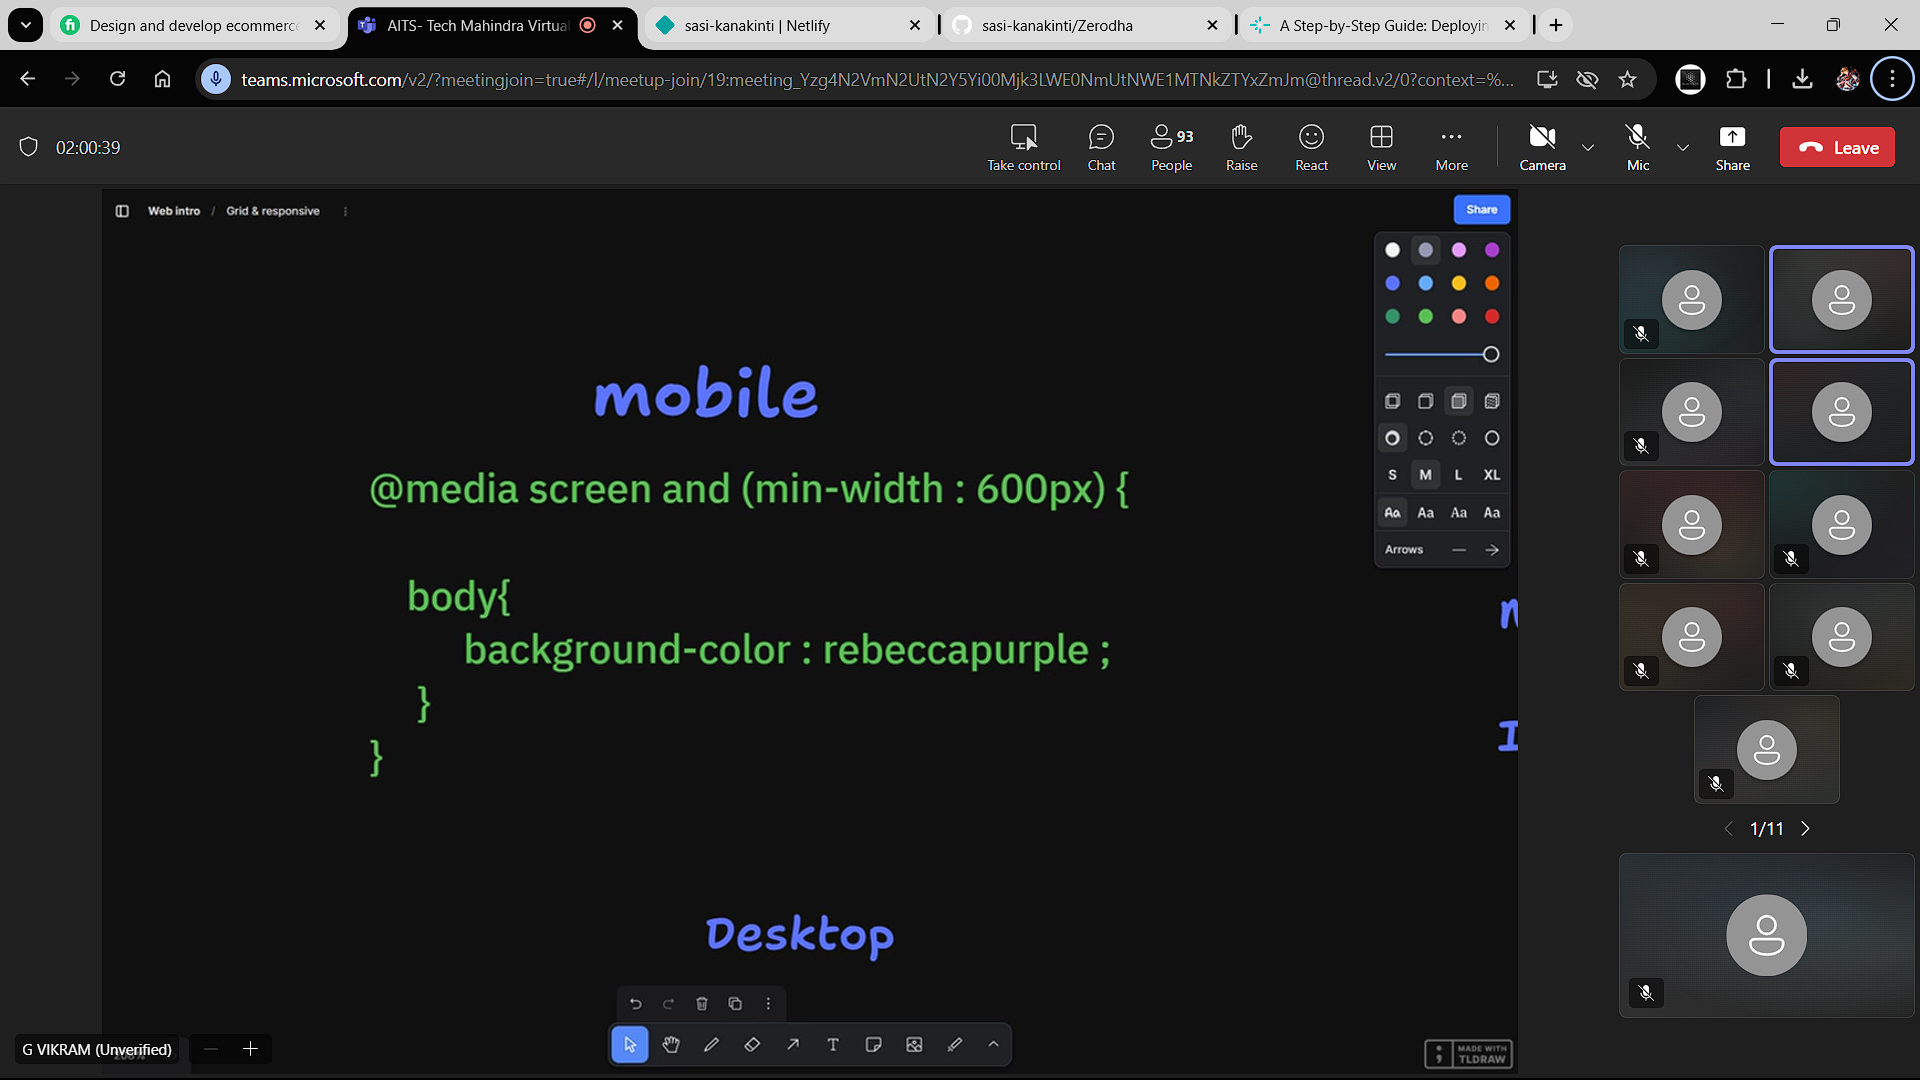 Design and develop ecommerc
AITS- Tech Mahindra Virtual
sasi-kanakinti | Netlify
sasi-kanakinti/Zerodha
A Step-by-Step Guide: Deployin
teams.microsoft.com/v2/?meetingjoin=true#/l/meetup-join/19:meeting_Yzg4N2VmN2UtN2Y5Yi00Mjk3LWE0NmUtNWE1MTNkZTYxZmJm@thread.v2/0?context=%...
02:00:39
Take control
Chat
93
People
Raise
React
View
More
Camera
Mic
Share
Leave
Web intro / Grid & responsive
Share
mobile
@media screen and (min-width : 600px) {
body{
background-color : rebeccapurple ;
}
}
Desktop
S M L XL
Aa Aa Aa Aa
Arrows
1/11
G VIKRAM (Unverified)
MADE WITH
TLDRAW